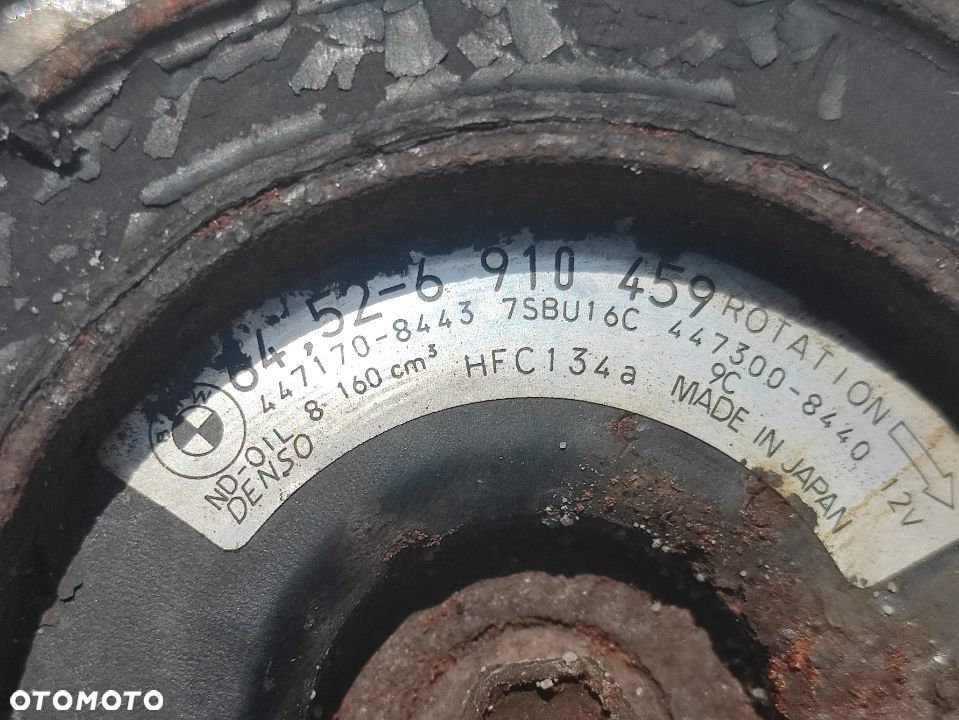 64,52-6 910 459 ROTATION
447170-8443 7SBU16C 447300-8440 12V
BMW
ND-OIL 8 160 cm³ HFC134a 9C
DENSO
MADE IN JAPAN
OTOMOTO